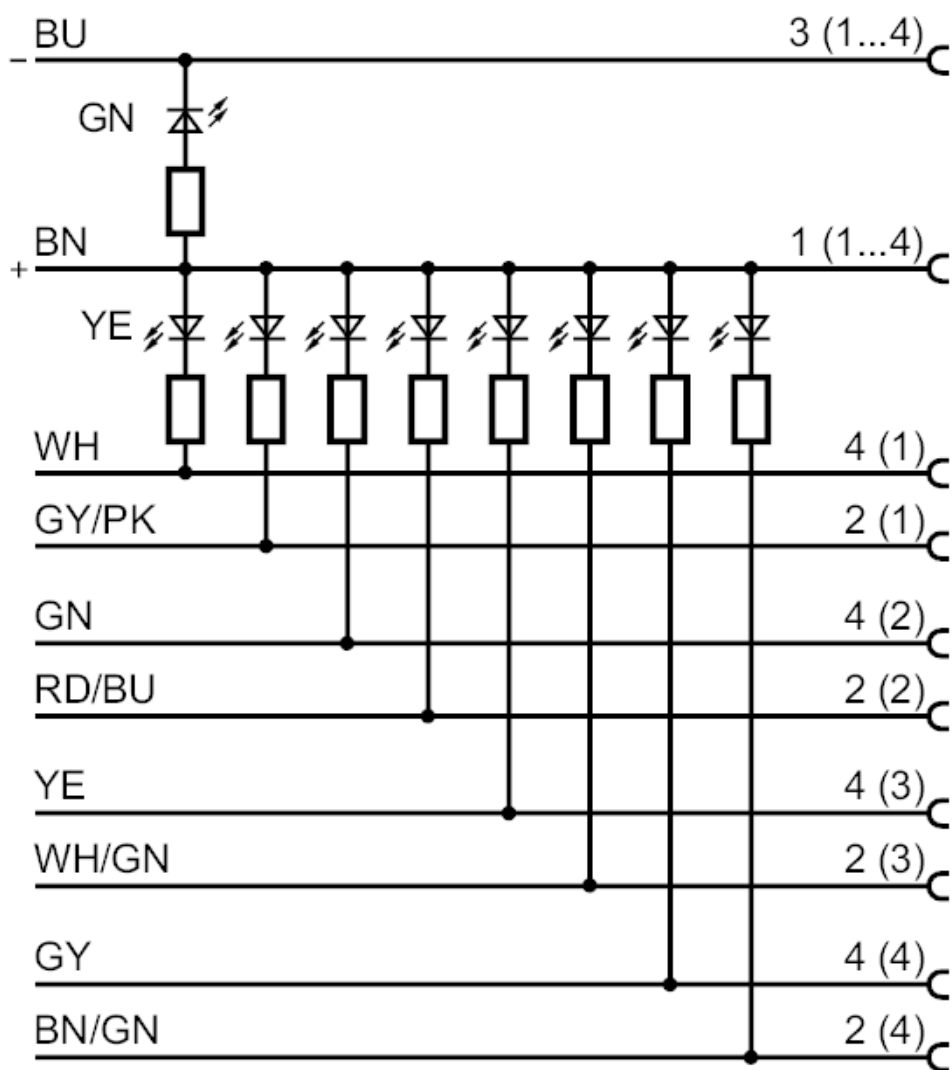 BU 3 (1...4)
−
GN
BN 1 (1...4)
+
YE
WH 4 (1)
GY/PK 2 (1)
GN 4 (2)
RD/BU 2 (2)
YE 4 (3)
WH/GN 2 (3)
GY 4 (4)
BN/GN 2 (4)